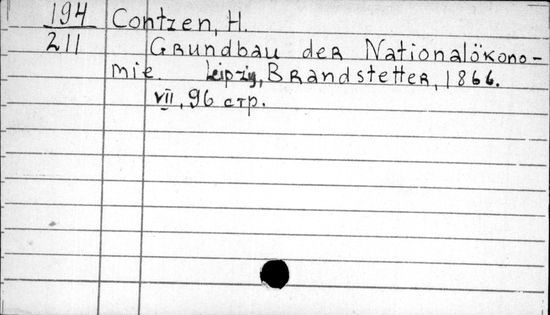 194 Contzen, H.
211 Grundbau der Nationalökono-
mie. Leipzig, Brandstetter, 1866.
VII, 96 стр.